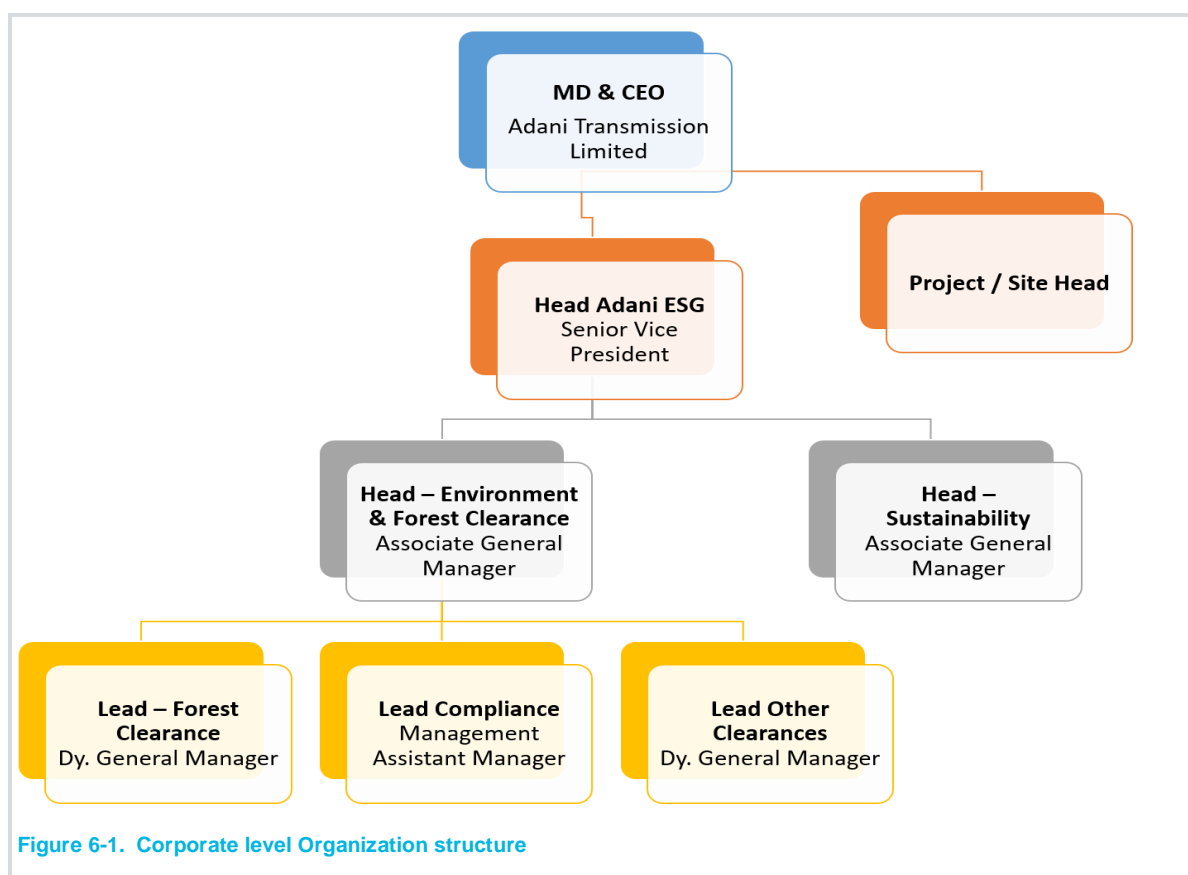 MD & CEO
Adani Transmission
Limited
Head Adani ESG
Senior Vice
President
Project / Site Head
Head – Environment
& Forest Clearance
Associate General
Manager
Head –
Sustainability
Associate General
Manager
Lead – Forest
Clearance
Dy. General Manager
Lead Compliance
Management
Assistant Manager
Lead Other
Clearances
Dy. General Manager
Figure 6-1. Corporate level Organization structure